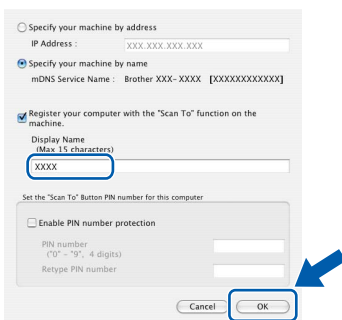 Specify your machine by address
IP Address : XXX.XXX.XXX.XXX
Specify your machine by name
mDNS Service Name : Brother XXX-XXXX [XXXXXXXXXXXX]
Register your computer with the "Scan To" function on the
machine.
Display Name
(Max 15 characters)
XXXX
Set the "Scan To" Button PIN number for this computer
Enable PIN number protection
PIN number
("0" - "9", 4 digits)
Retype PIN number
Cancel OK